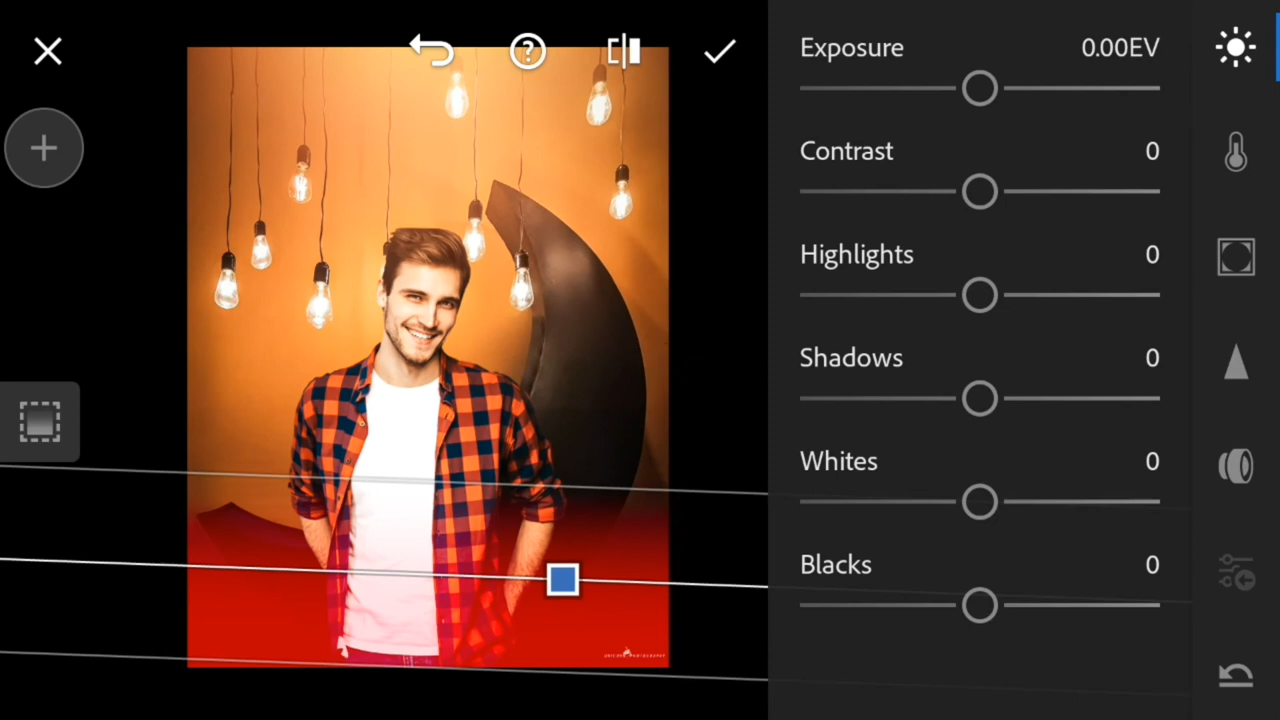 Exposure 0.00EV
Contrast 0
Highlights 0
Shadows 0
Whites 0
Blacks 0